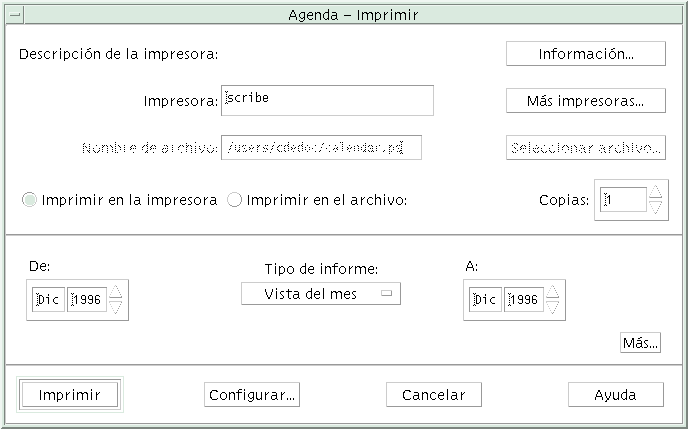 Agenda – Imprimir
Descripción de la impresora:
Información...
Impresora: scribe
Más impresoras...
Nombre de archivo: /users/cdedoc/calendar.ps
Seleccionar archivo...
Imprimir en la impresora Imprimir en el archivo: Copias: 1
De: Tipo de informe: A:
Dic 1996 Vista del mes Dic 1996
Más...
Imprimir Configurar... Cancelar Ayuda